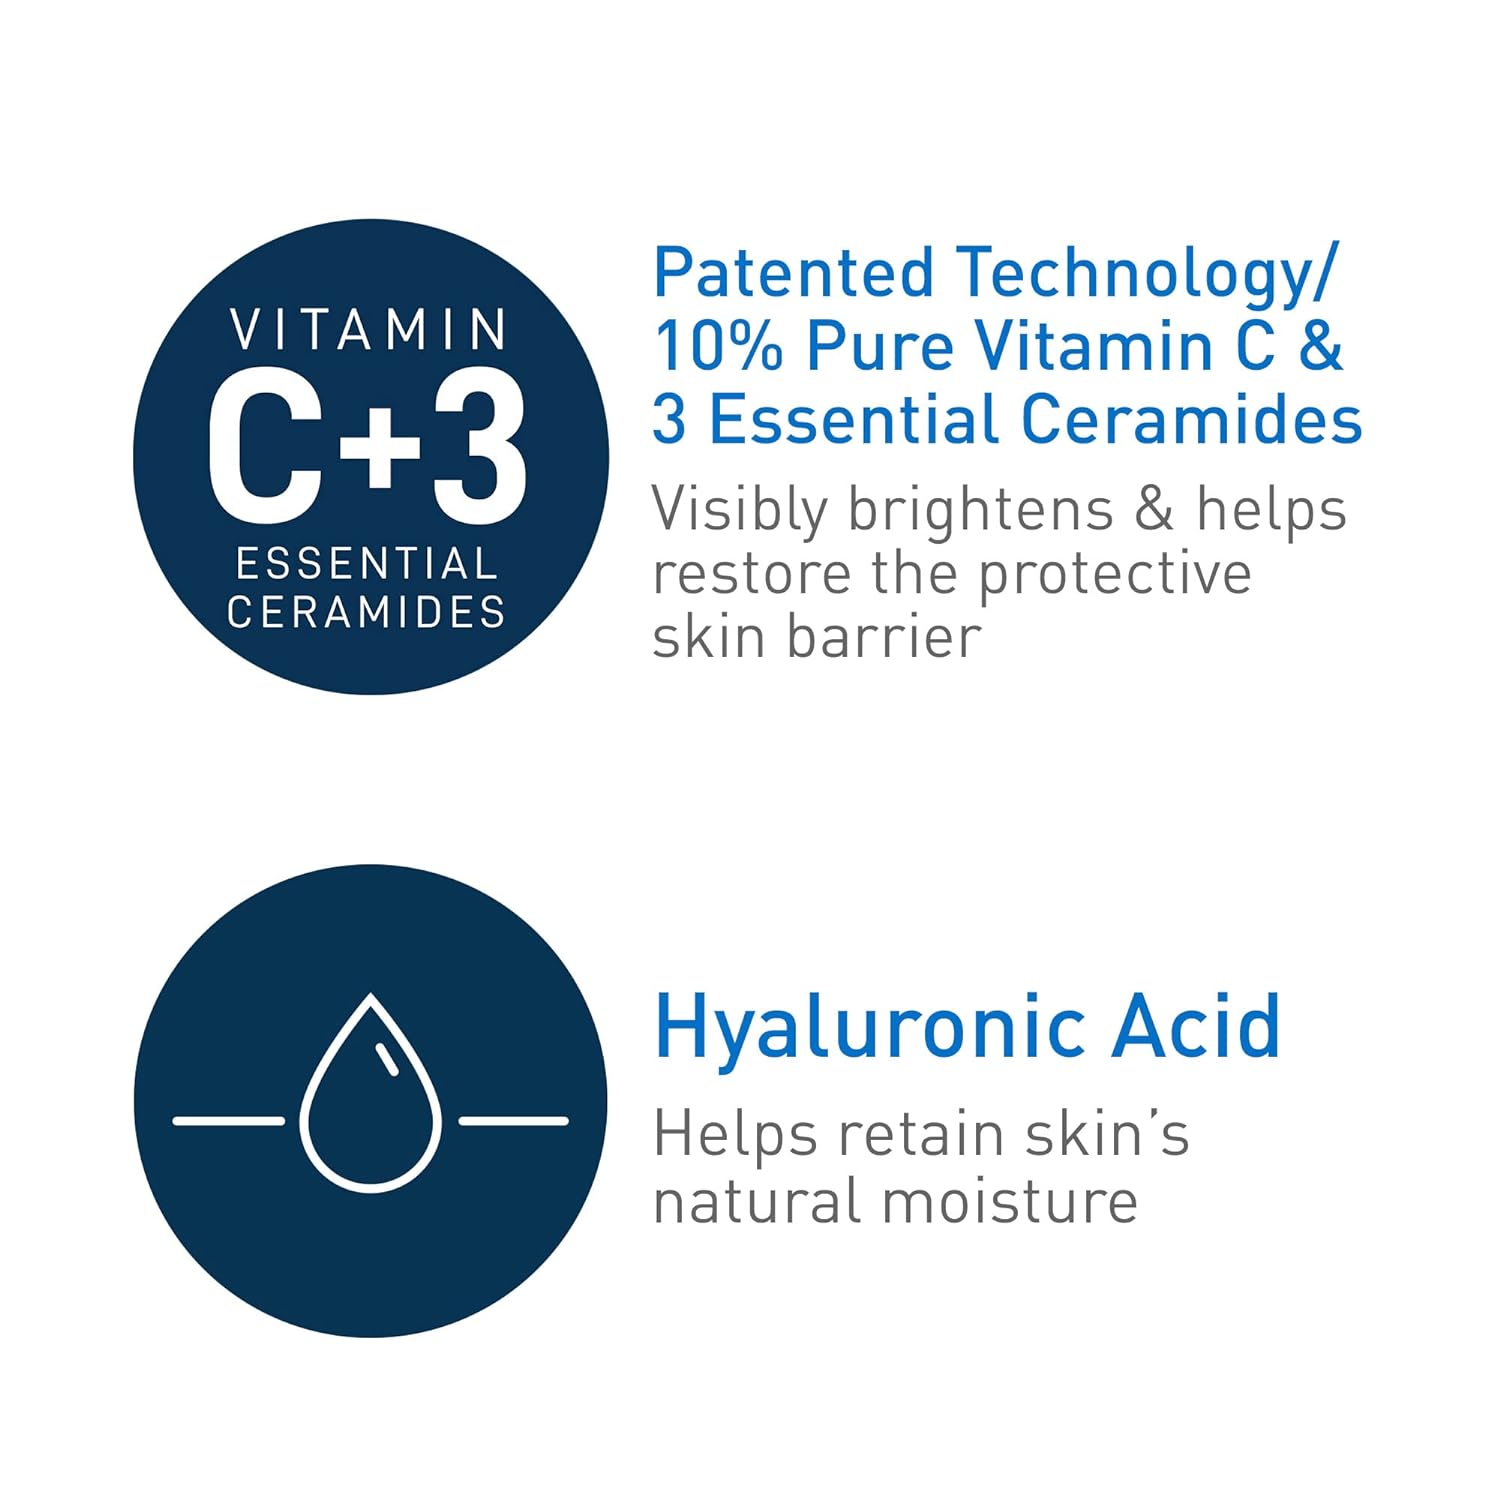 VITAMIN
C+3
ESSENTIAL
CERAMIDES
Patented Technology/
10% Pure Vitamin C &
3 Essential Ceramides
Visibly brightens & helps
restore the protective
skin barrier
Hyaluronic Acid
Helps retain skin’s
natural moisture